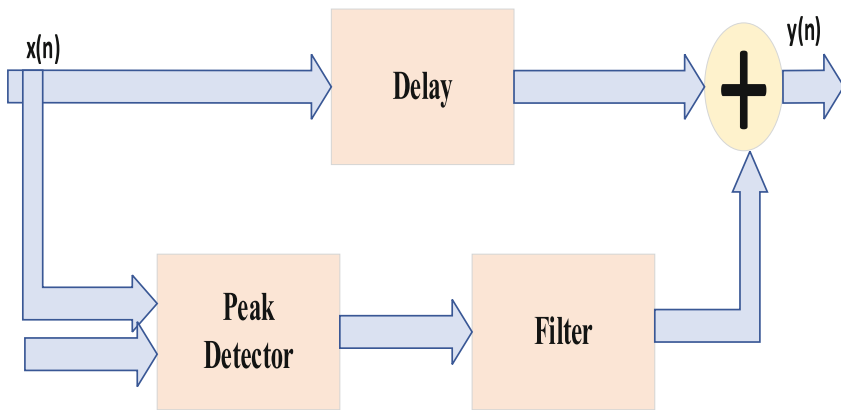 x(n)
Delay
+
y(n)
Peak
Detector
Filter